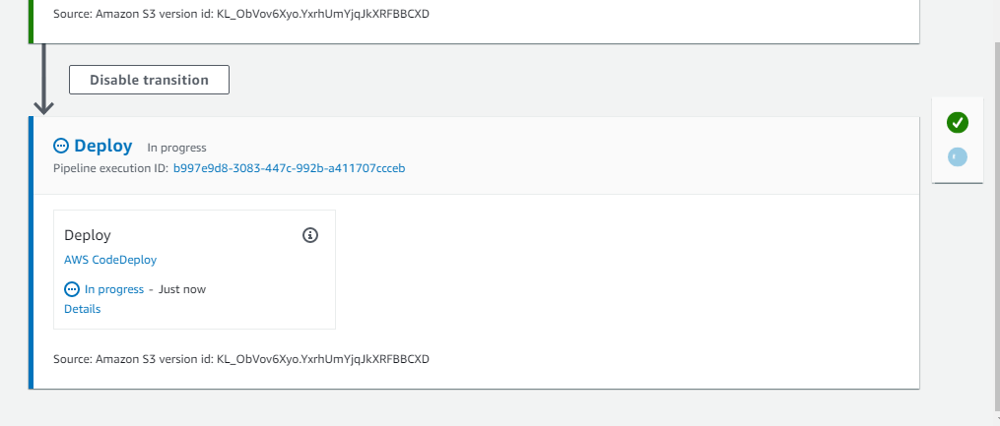 Source: Amazon S3 version id: KL_ObVov6Xyo.YxrhUmYjqJkXRFBBCXD
Disable transition
Deploy In progress
Pipeline execution ID: b997e9d8-3083-447c-992b-a411707ccceb
Deploy
AWS CodeDeploy
In progress - Just now
Details
Source: Amazon S3 version id: KL_ObVov6Xyo.YxrhUmYjqJkXRFBBCXD